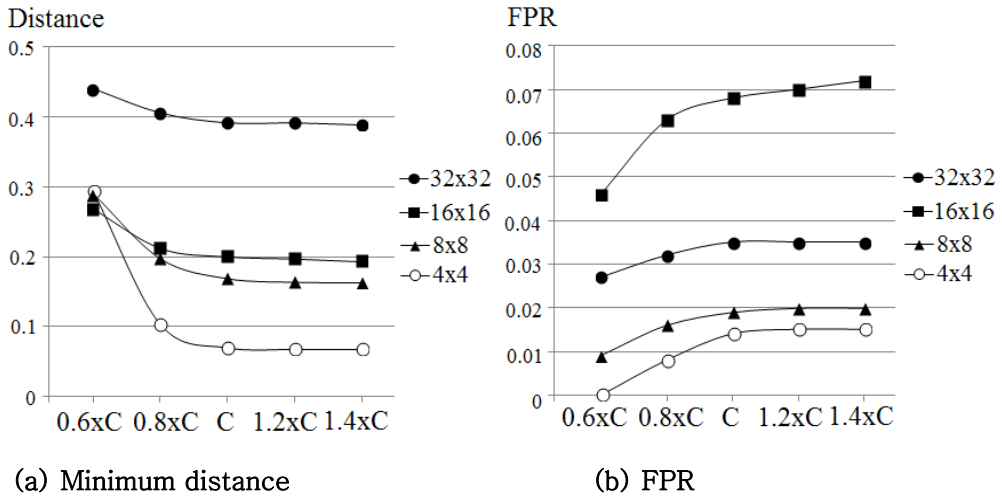 Distance
0.5
0.4
0.3
0.2
0.1
0
0.6xC 0.8xC C 1.2xC 1.4xC
32x32
16x16
8x8
4x4
(a) Minimum distance
FPR
0.08
0.07
0.06
0.05
0.04
0.03
0.02
0.01
0
0.6xC 0.8xC C 1.2xC 1.4xC
32x32
16x16
8x8
4x4
(b) FPR